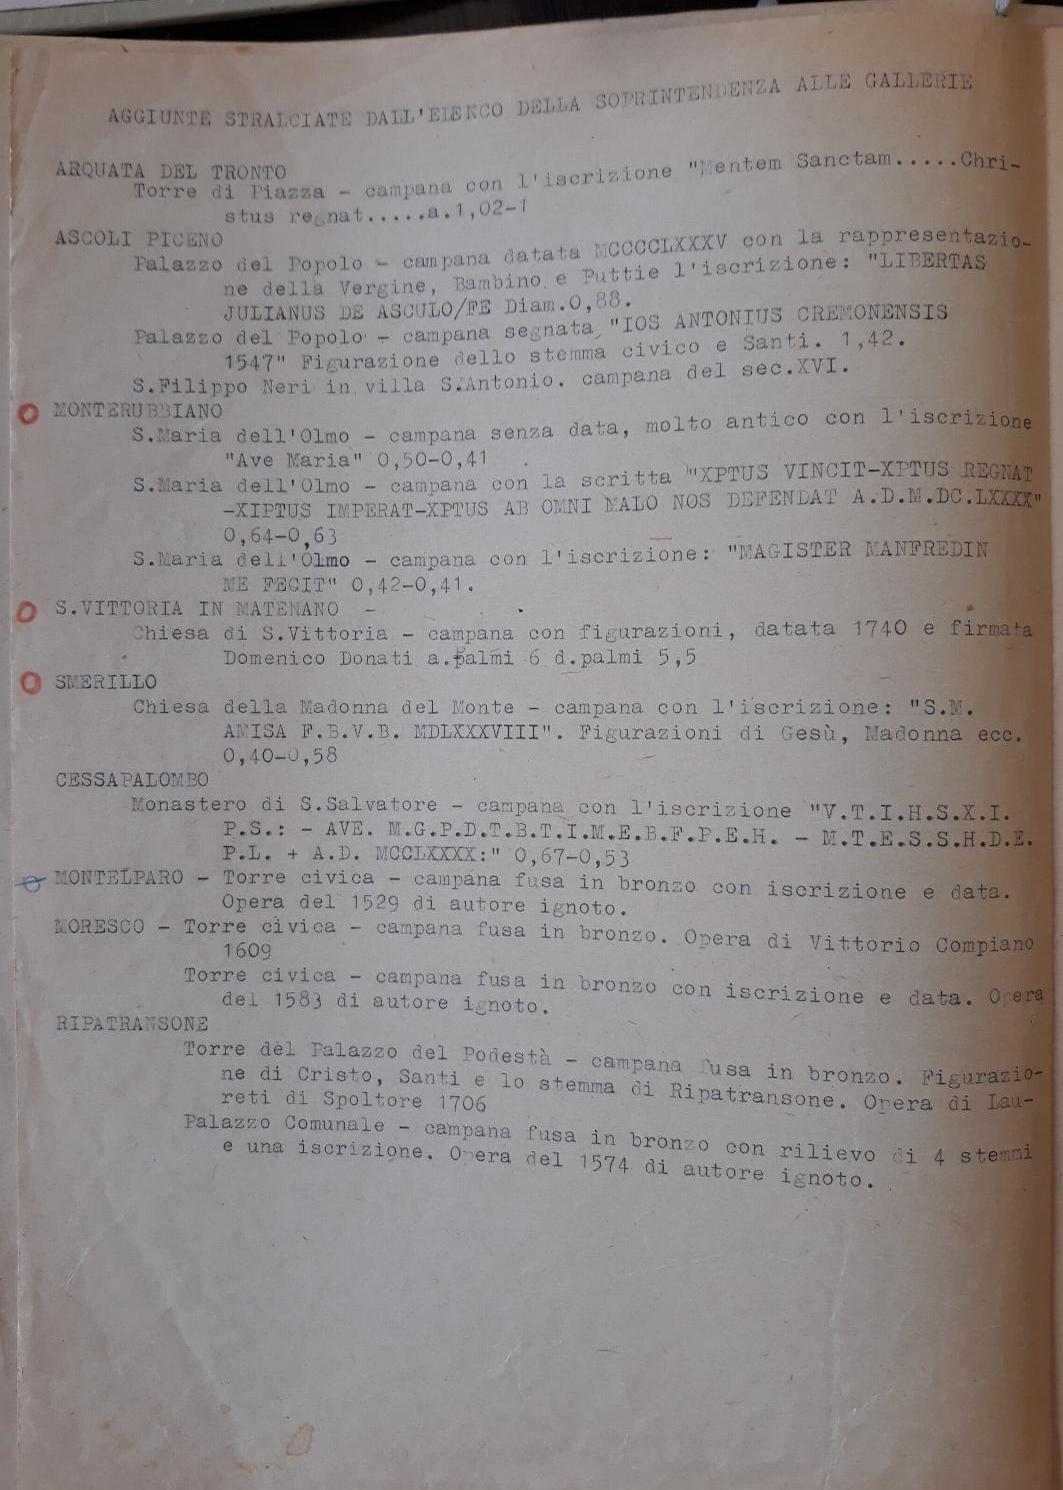 AGGIUNTE STRALCIATE DALL'ELENCO DELLA SOPRINTENDENZA ALLE GALLERIE
ARQUATA DEL TRONTO
Torre di Piazza - campana con l'iscrizione "Mentem Sanctam.....Chri-
stus regnat.....a.1,02-1
ASCOLI PICENO
Palazzo del Popolo - campana datata MCCCCLXXXV con la rappresentazio-
ne della Vergine, Bambino e Puttie l'iscrizione: "LIBERTAS
JULIANUS DE ASCULO/FE Diam.0,88.
Palazzo del Popolo - campana segnata "IOS ANTONIUS CREMONENSIS
1547" Figurazione dello stemma civico e Santi. 1,42.
S.Filippo Neri in villa S.Antonio. campana del sec.XVI.
MONTERUBBIANO
S.Maria dell'Olmo - campana senza data, molto antico con l'iscrizione
"Ave Maria" 0,50-0,41
S.Maria dell'Olmo - campana con la scritta "XPTUS VINCIT-XPTUS REGNAT
-XIPTUS IMPERAT-XPTUS AB OMNI MALO NOS DEFENDAT A.D.M.DC.LXXXX"
0,64-0,63
S.Maria dell'Olmo - campana con l'iscrizione: "MAGISTER MANFREDIN
ME FECIT" 0,42-0,41.
S.VITTORIA IN MATENANO -
Chiesa di S.Vittoria - campana con figurazioni, datata 1740 e firmata
Domenico Donati a.palmi 6 d.palmi 5,5
SMERILLO
Chiesa della Madonna del Monte - campana con l'iscrizione: "S.M.
AMISA F.B.V.B. MDLXXXVIII". Figurazioni di Gesù, Madonna ecc.
0,40-0,58
CESSAPALOMBO
Monastero di S.Salvatore - campana con l'iscrizione "V.T.I.H.S.X.I.
P.S.: - AVE. M.G.P.D.T.B.T.I.M.E.B.F.P.E.H. - M.T.E.S.S.H.D.E.
P.L. + A.D. MCCLXXXX:" 0,67-0,53
MONTELPARO - Torre civica - campana fusa in bronzo con iscrizione e data.
Opera del 1529 di autore ignoto.
MORESCO - Torre civica - campana fusa in bronzo. Opera di Vittorio Compiano
1609
Torre civica - campana fusa in bronzo con iscrizione e data. Opera
del 1583 di autore ignoto.
RIPATRANSONE
Torre del Palazzo del Podestà - campana fusa in bronzo. Figurazio-
ne di Cristo, Santi e lo stemma di Ripatransone. Opera di Lau-
reti di Spoltore 1706
Palazzo Comunale - campana fusa in bronzo con rilievo di 4 stemmi
e una iscrizione. Opera del 1574 di autore ignoto.